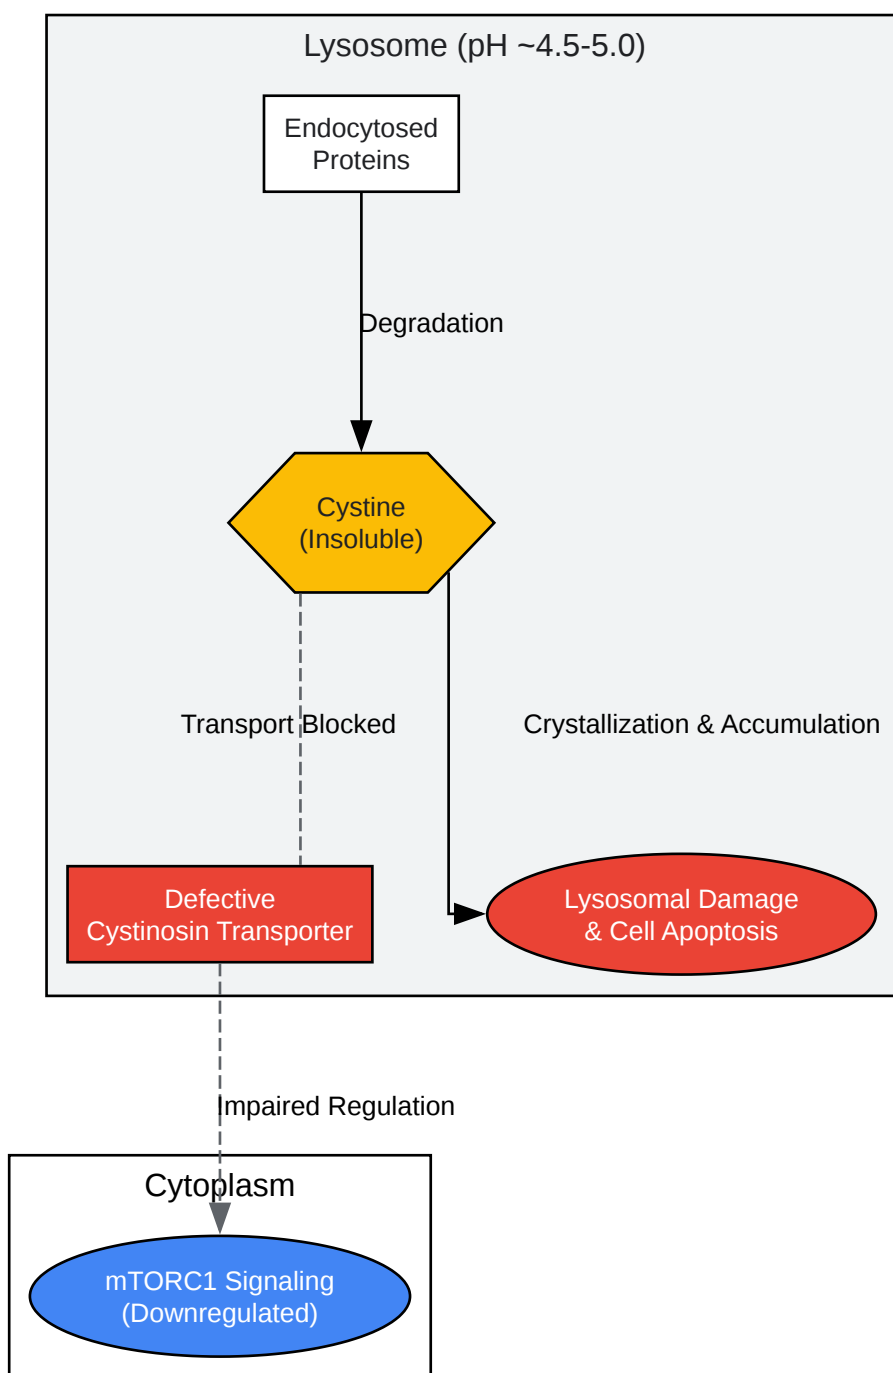 Lysosome (pH ~4.5-5.0)
Endocytosed
Proteins
Degradation
Cystine
(Insoluble)
Transport Blocked
Crystallization & Accumulation
Defective
Cystinosin Transporter
Lysosomal Damage
& Cell Apoptosis
Impaired Regulation
Cytoplasm
mTORC1 Signaling
(Downregulated)